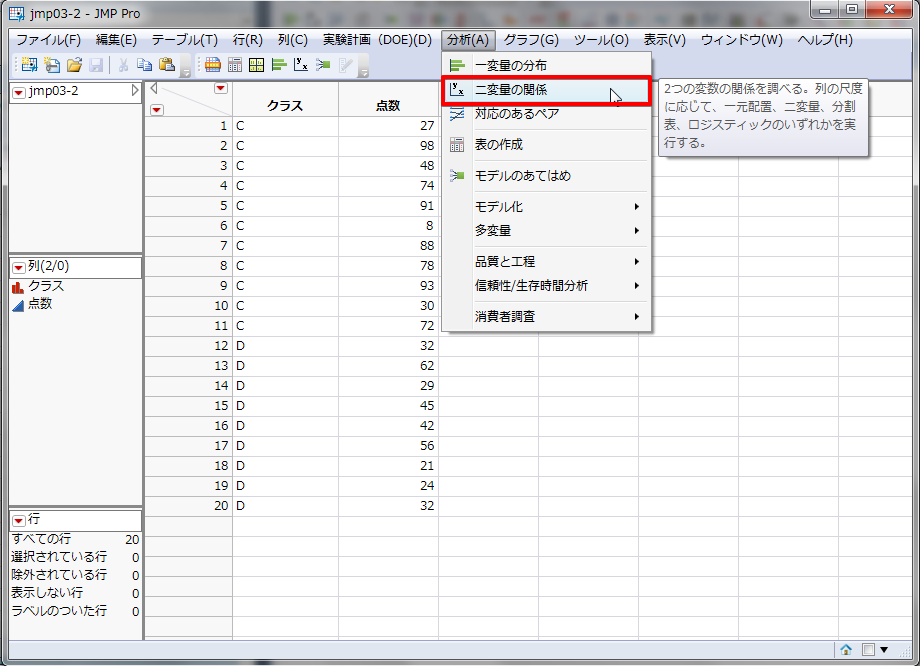 jmp03-2 - JMP Pro
ファイル(F) 編集(E) テーブル(T) 行(R) 列(C) 実験計画 (DOE)(D) 分析(A) グラフ(G) ツール(O) 表示(V) ウィンドウ(W) ヘルプ(H)
一変量の分布
二変量の関係
対応のあるペア
表の作成
モデルのあてはめ
モデル化
多変量
品質と工程
信頼性/生存時間分析
消費者調査
2つの変数の関係を調べる。列の尺度
に応じて、一元配置、二変量、分割
表、ロジスティックのいずれかを実
行する。
jmp03-2
列(2/0)
クラス
点数
行
すべての行 20
選択されている行 0
除外されている行 0
表示しない行 0
ラベルのついた行 0
クラス 点数
1 C 27
2 C 98
3 C 48
4 C 74
5 C 91
6 C 8
7 C 88
8 C 78
9 C 93
10 C 30
11 C 72
12 D 32
13 D 62
14 D 29
15 D 45
16 D 42
17 D 56
18 D 21
19 D 24
20 D 32